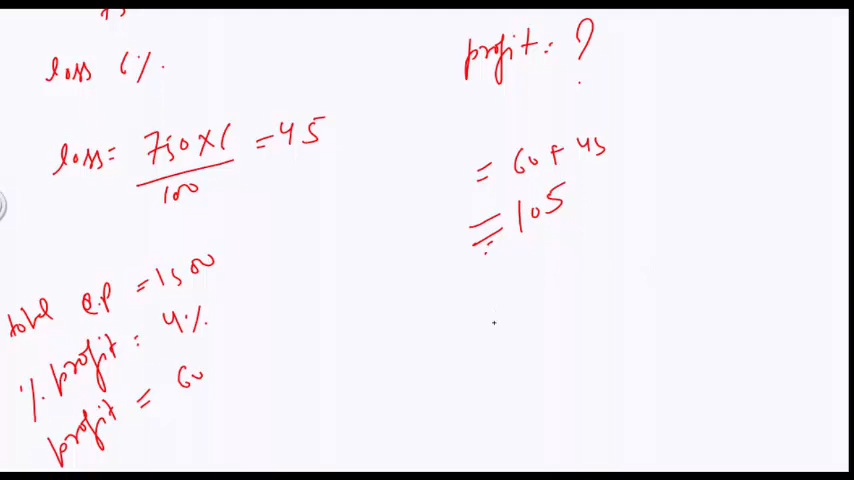 loss 6%.
loss = 750 × 6 / 100 = 45
total C.P = 1500
% profit = 4%.
profit = 60
profit = ?
= 60 + 45
= 105